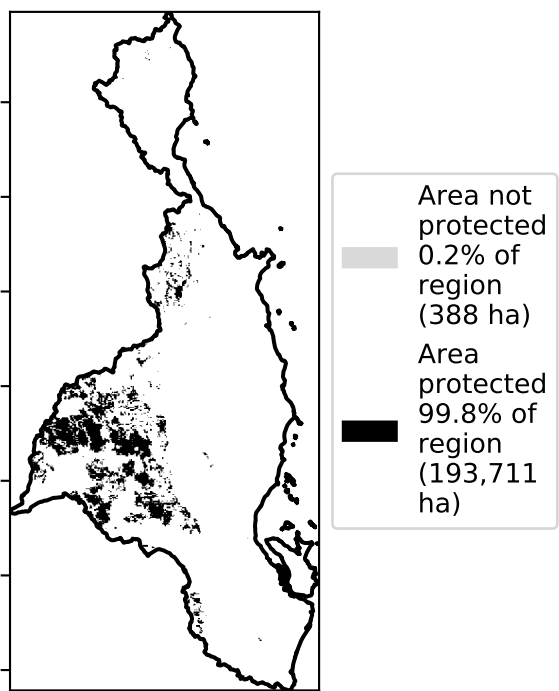 Area not
protected
0.2% of
region
(388 ha)
Area
protected
99.8% of
region
(193,711
ha)